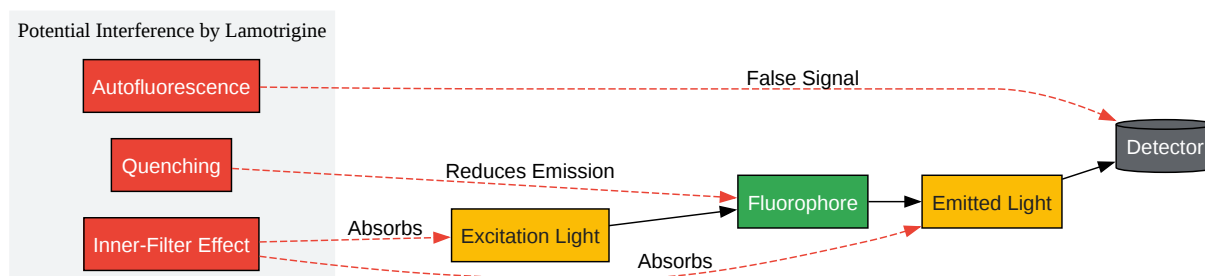 Potential Interference by Lamotrigine
Autofluorescence
False Signal
Detector
Quenching
Reduces Emission
Fluorophore
Emitted Light
Inner-Filter Effect
Absorbs
Excitation Light
Absorbs